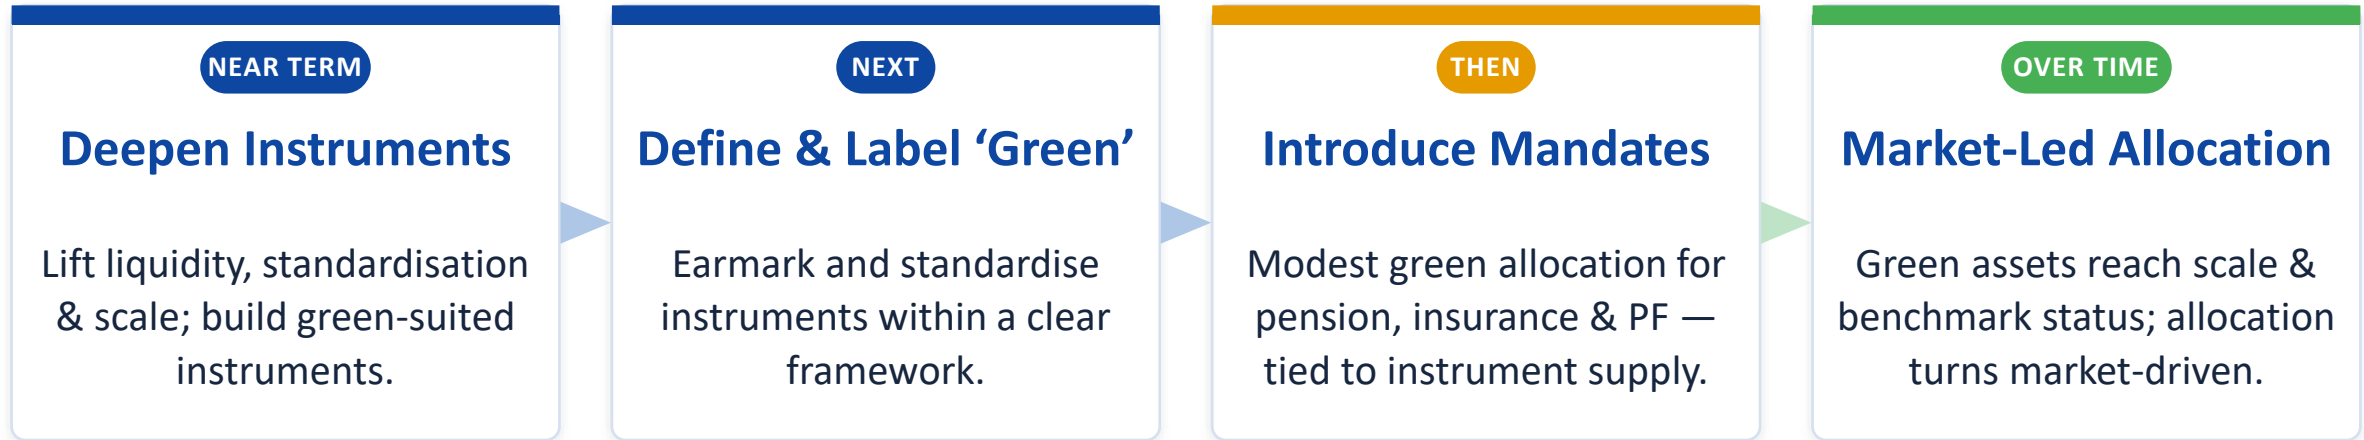 NEAR TERM
Deepen Instruments
Lift liquidity, standardisation
& scale; build green-suited
instruments.
NEXT
Define & Label ‘Green’
Earmark and standardise
instruments within a clear
framework.
THEN
Introduce Mandates
Modest green allocation for
pension, insurance & PF —
tied to instrument supply.
OVER TIME
Market-Led Allocation
Green assets reach scale &
benchmark status; allocation
turns market-driven.